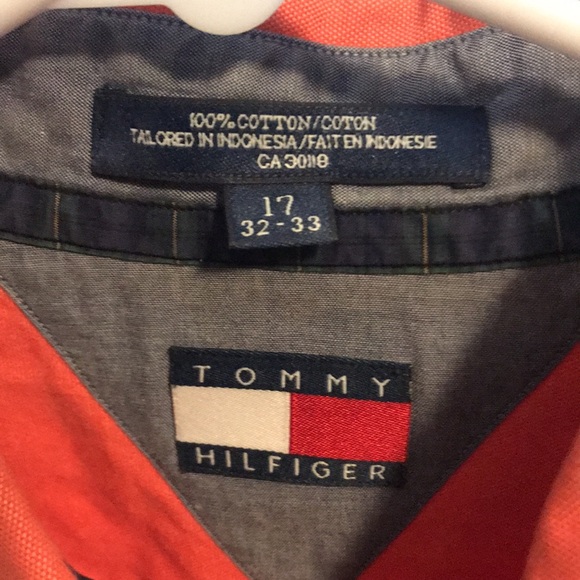 100% COTTON/COTON
TAILORED IN INDONESIA/FAIT EN INDONESIE
CA 30118
17
32-33
TOMMY
HILFIGER